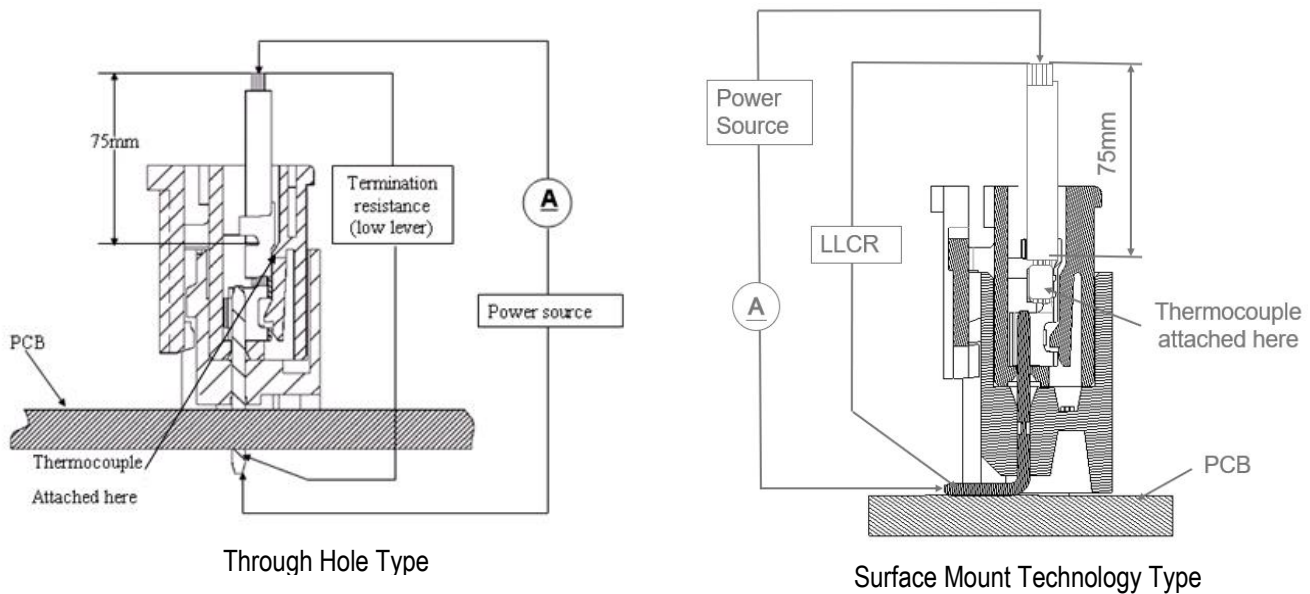 75mm
Termination
resistance
(low lever)
A
Power source
PCB
Thermocouple
Attached here
Through Hole Type
Power
Source
75mm
LLCR
A
Thermocouple
attached here
PCB
Surface Mount Technology Type